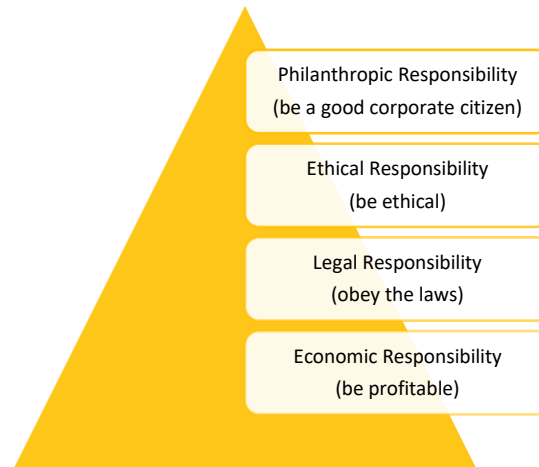 Philanthropic Responsibility
(be a good corporate citizen)
Ethical Responsibility
(be ethical)
Legal Responsibility
(obey the laws)
Economic Responsibility
(be profitable)